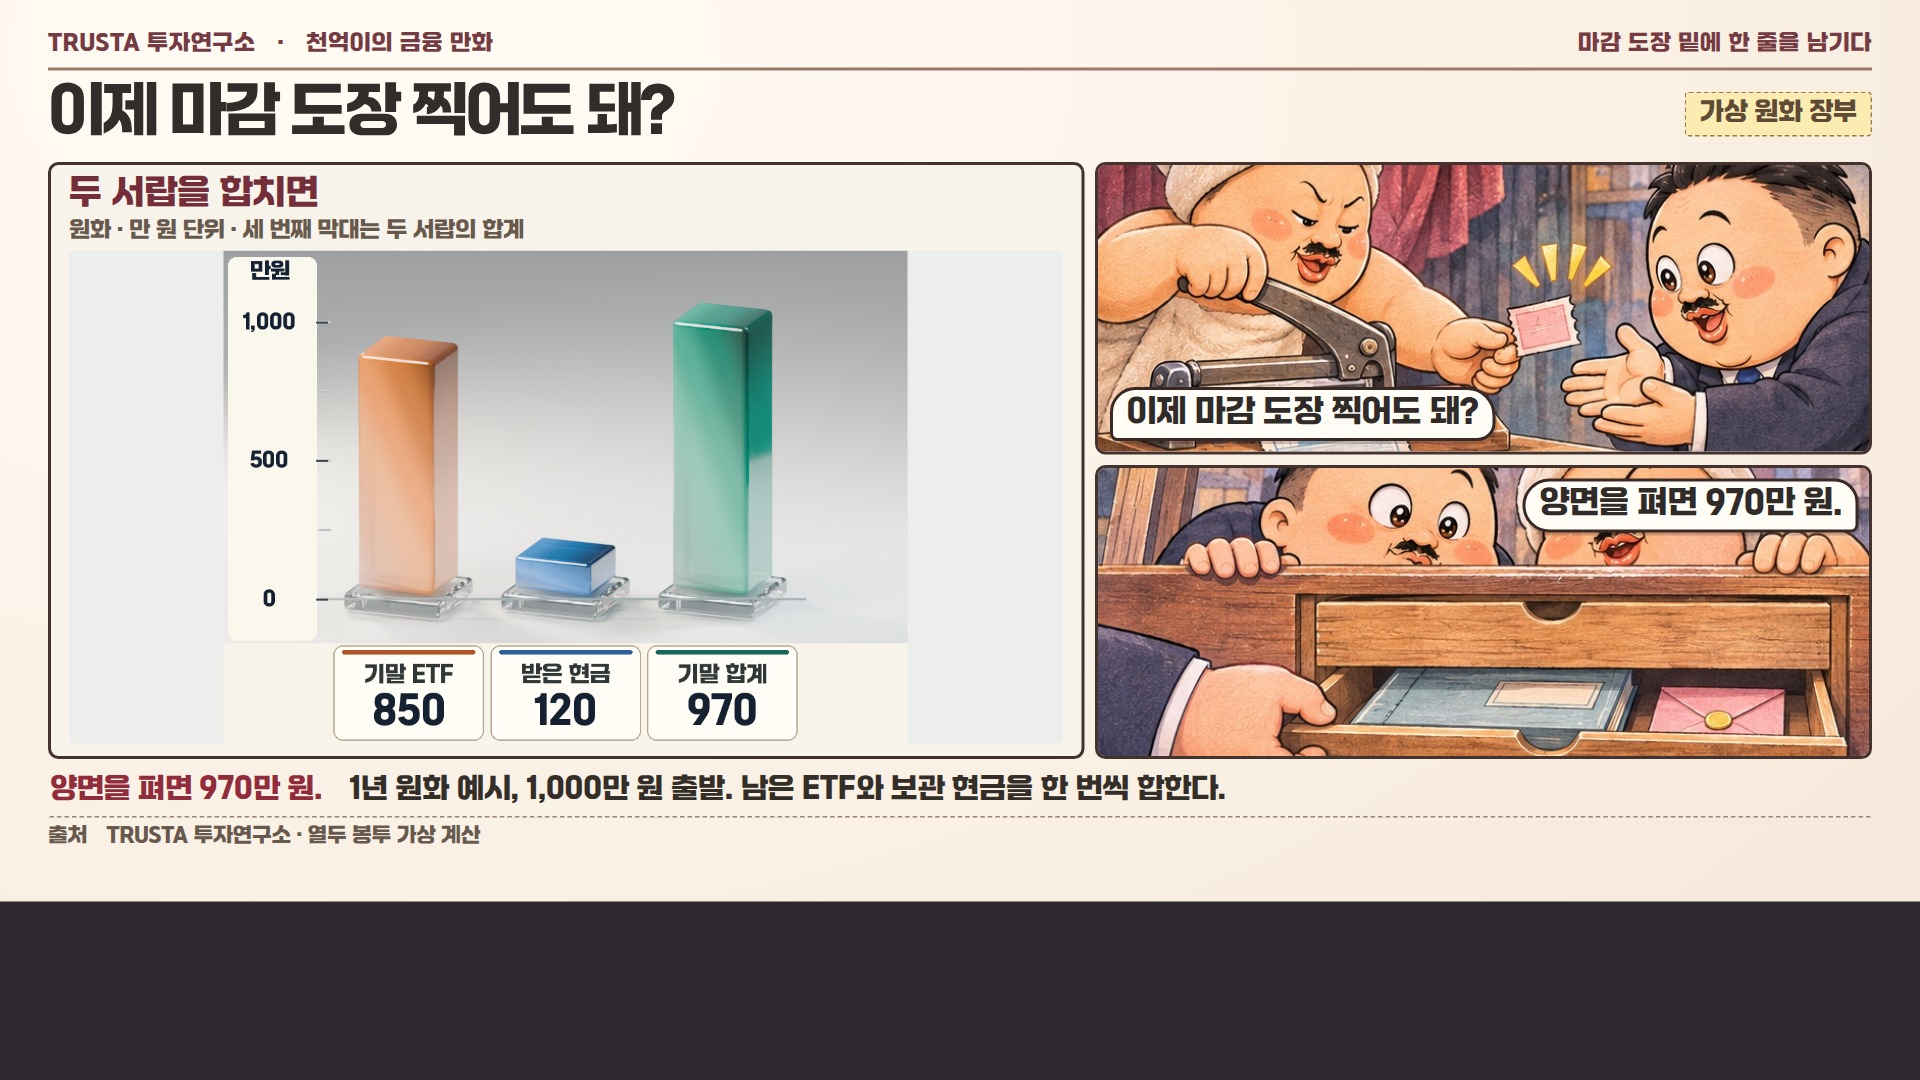 TRUSTA 투자연구소 · 천억이의 금융 만화
마감 도장 밑에 한 줄을 남기다
이제 마감 도장 찍어도 돼?
가상 원화 장부
두 서랍을 합치면
원화 · 만 원 단위 · 세 번째 막대는 두 서랍의 합계
만원
1,000
500
0
기말 ETF
850
받은 현금
120
기말 합계
970
이제 마감 도장 찍어도 돼?
양면을 펴면 970만 원.
양면을 펴면 970만 원. 1년 원화 예시, 1,000만 원 출발. 남은 ETF와 보관 현금을 한 번씩 합한다.
출처 TRUSTA 투자연구소 · 열두 봉투 가상 계산